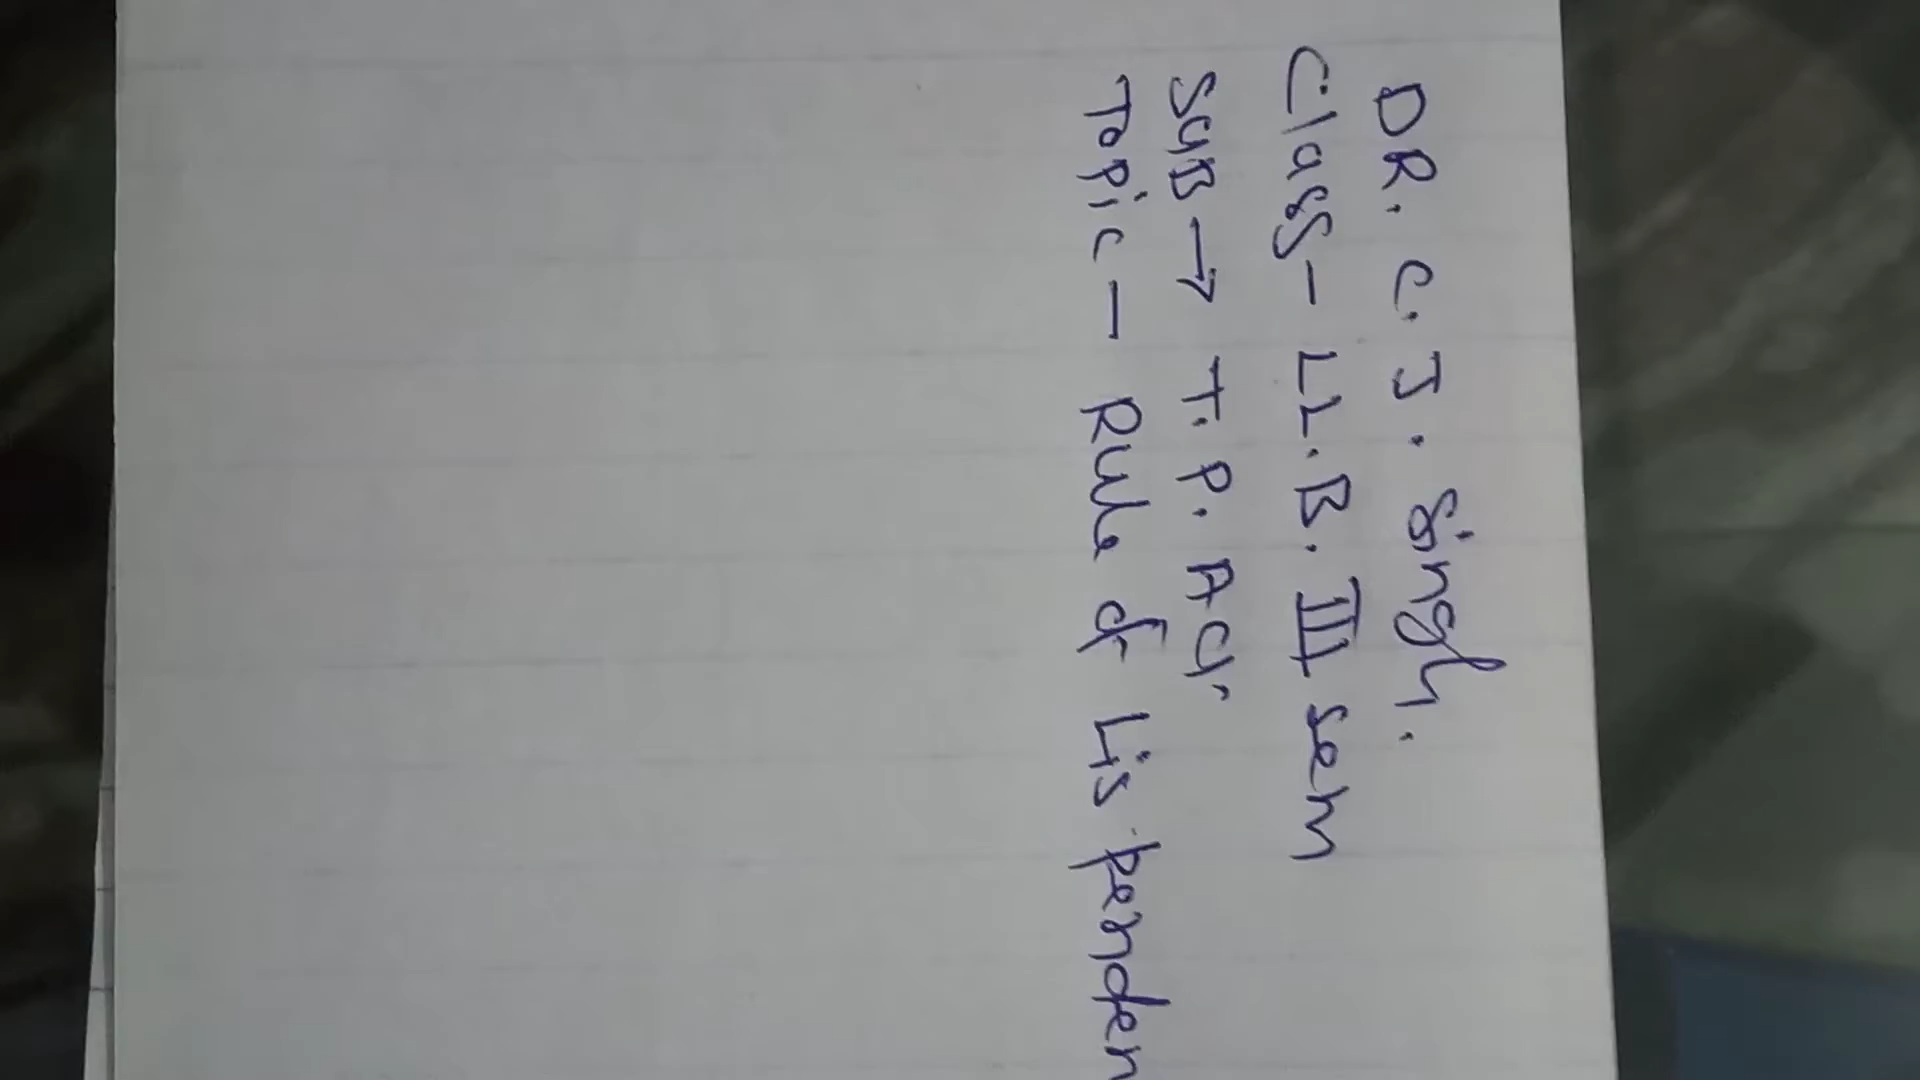 DR. C. J. Singh.
Class- LL.B. III sem
SUB → T. P. Act
Topic - Rule of Lis penden